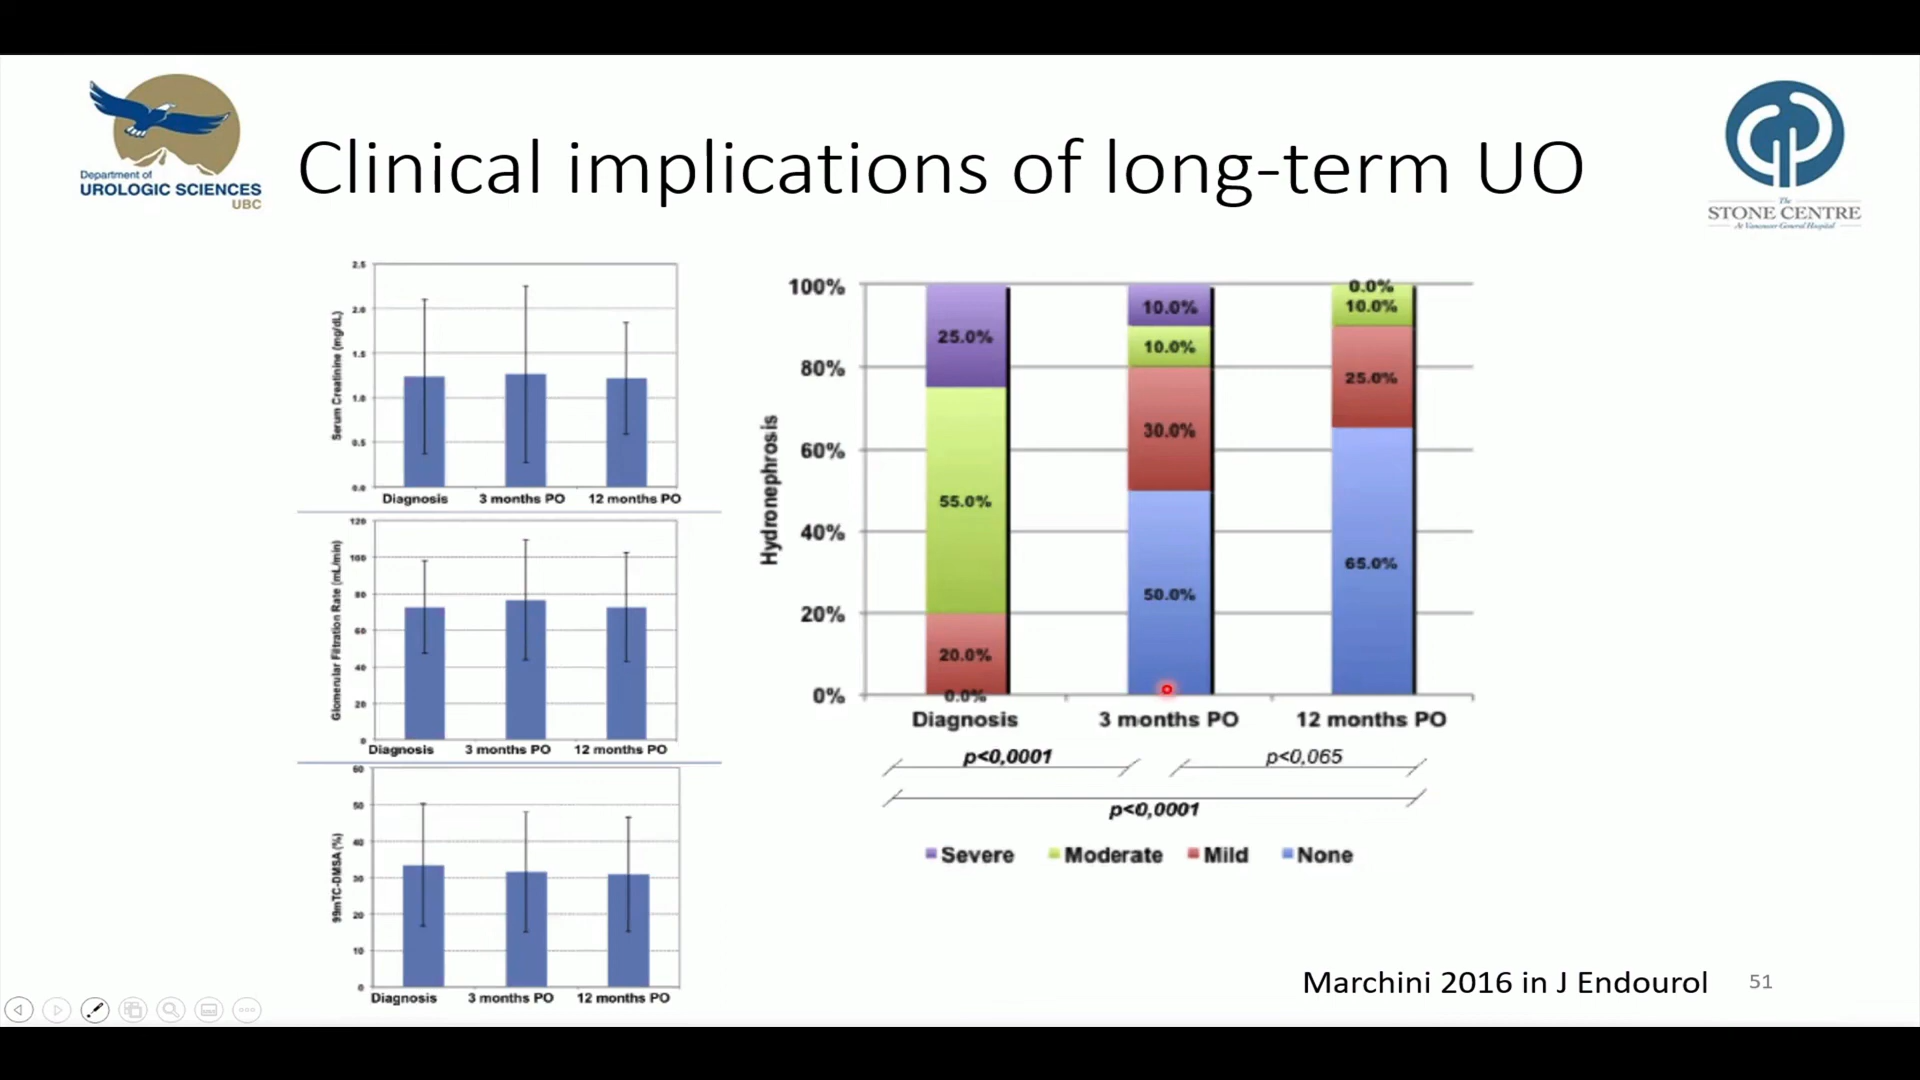 Department of
UROLOGIC SCIENCES
UBC
Clinical implications of long-term UO
The
STONE CENTRE
At Vancouver General Hospital
Serum Creatinine (mg/dL)
2.5
2.0
1.5
1.0
0.5
0.0
Diagnosis 3 months PO 12 months PO
Glomerular Filtration Rate (mL/min)
120
100
80
60
40
20
0
Diagnosis 3 months PO 12 months PO
99mTC-DMSA (%)
60
50
40
30
20
10
0
Diagnosis 3 months PO 12 months PO
Hydronephrosis
100%
80%
60%
40%
20%
0%
25.0%
55.0%
20.0%
0.0%
10.0%
10.0%
30.0%
50.0%
0.0%
10.0%
25.0%
65.0%
Diagnosis 3 months PO 12 months PO
p<0,0001 p<0,065
p<0,0001
Severe Moderate Mild None
Marchini 2016 in J Endourol 51